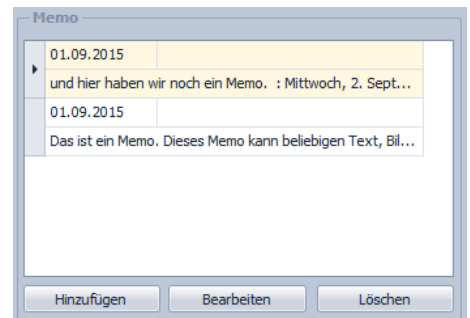 Memo
01.09.2015
und hier haben wir noch ein Memo. : Mittwoch, 2. Sept...
01.09.2015
Das ist ein Memo. Dieses Memo kann beliebigen Text, Bil...
Hinzufügen Bearbeiten Löschen